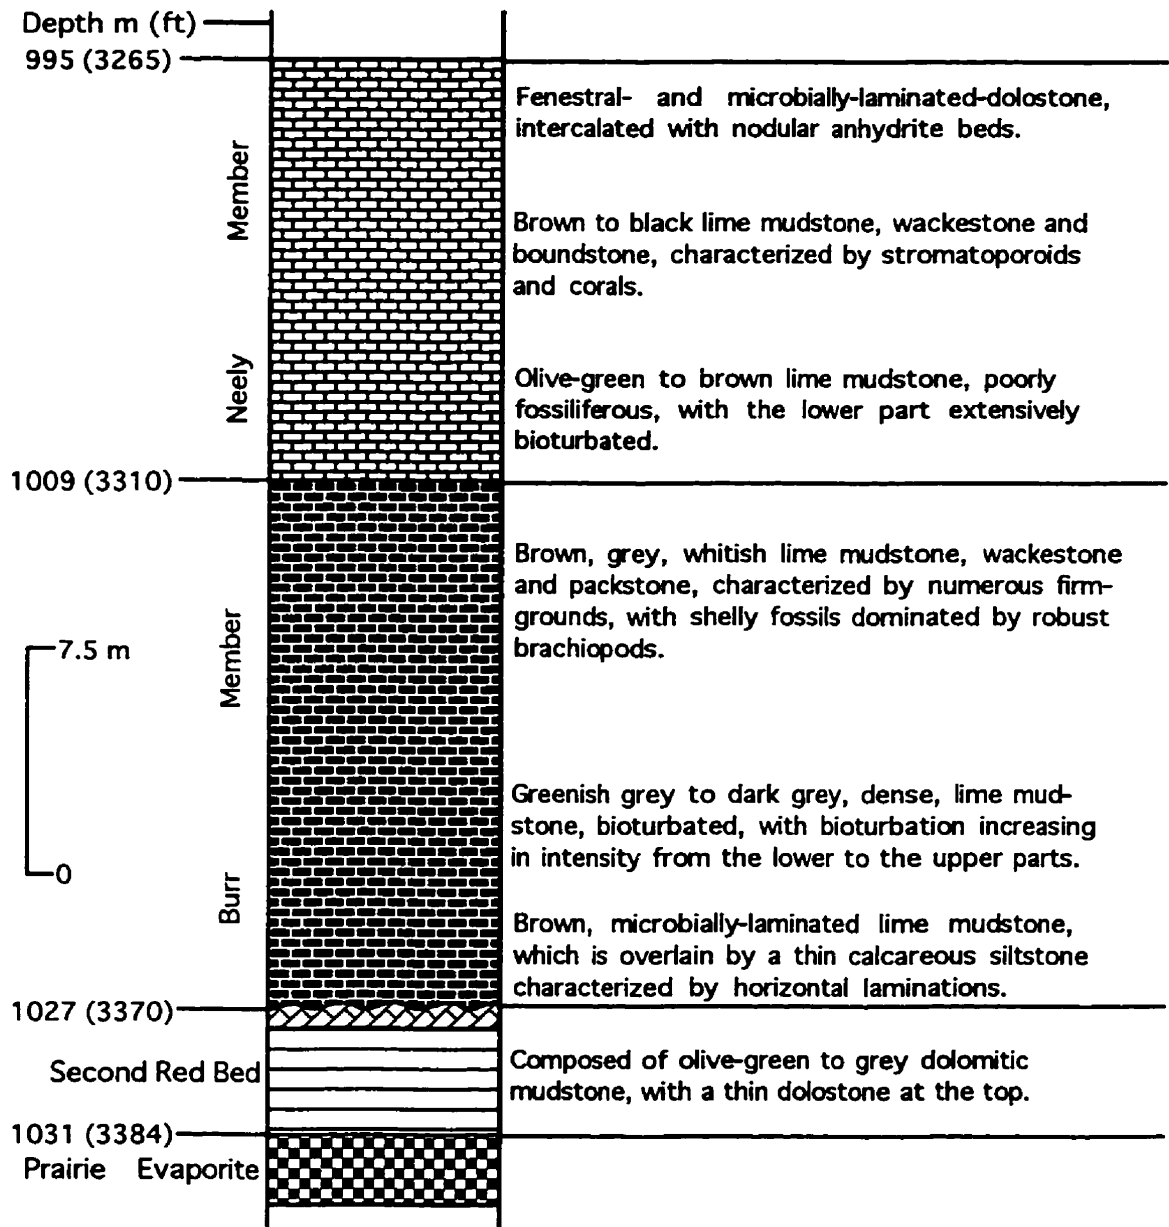 Depth m (ft)
995 (3265)
Fenestral- and microbially-laminated-dolostone,
intercalated with nodular anhydrite beds.
Member
Brown to black lime mudstone, wackestone and
boundstone, characterized by stromatoporoids
and corals.
Neely
Olive-green to brown lime mudstone, poorly
fossiliferous, with the lower part extensively
bioturbated.
1009 (3310)
Brown, grey, whitish lime mudstone, wackestone
and packstone, characterized by numerous firm-
grounds, with shelly fossils dominated by robust
brachiopods.
7.5 m
Member
Greenish grey to dark grey, dense, lime mud-
stone, bioturbated, with bioturbation increasing
in intensity from the lower to the upper parts.
0
Burr
Brown, microbially-laminated lime mudstone,
which is overlain by a thin calcareous siltstone
characterized by horizontal laminations.
1027 (3370)
Second Red Bed
Composed of olive-green to grey dolomitic
mudstone, with a thin dolostone at the top.
1031 (3384)
Prairie Evaporite